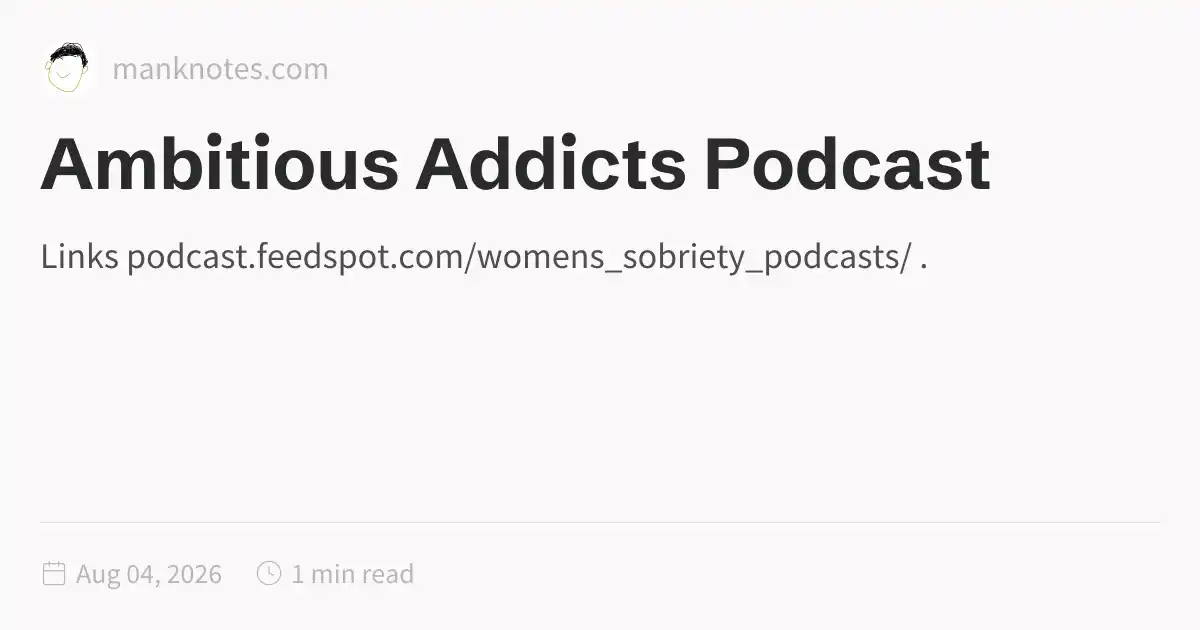 manknotes.com
Ambitious Addicts Podcast
Links podcast.feedspot.com/womens_sobriety_podcasts/ .
Aug 04, 2026 1 min read